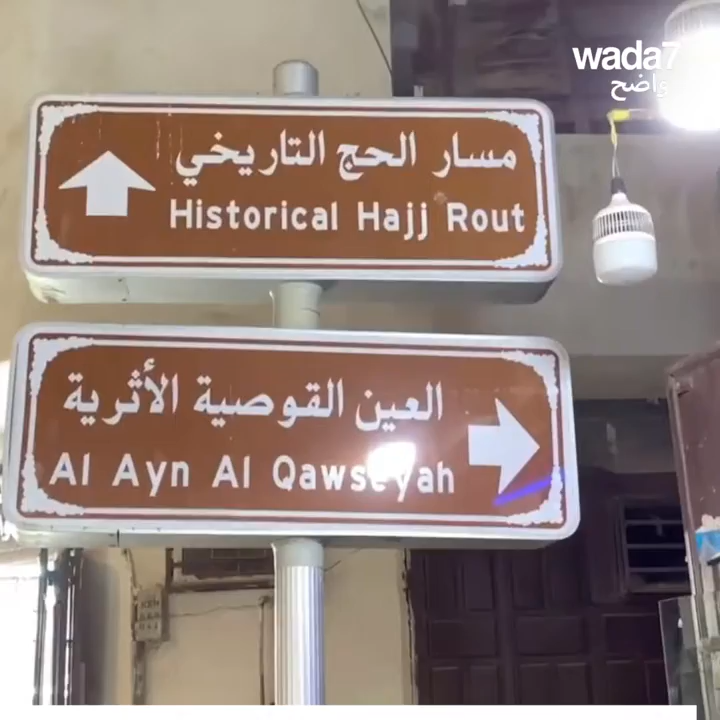 wada7
واضح
مسار الحج التاريخي
Historical Hajj Rout
العين القوصية الأثرية
Al Ayn Al Qawseyah